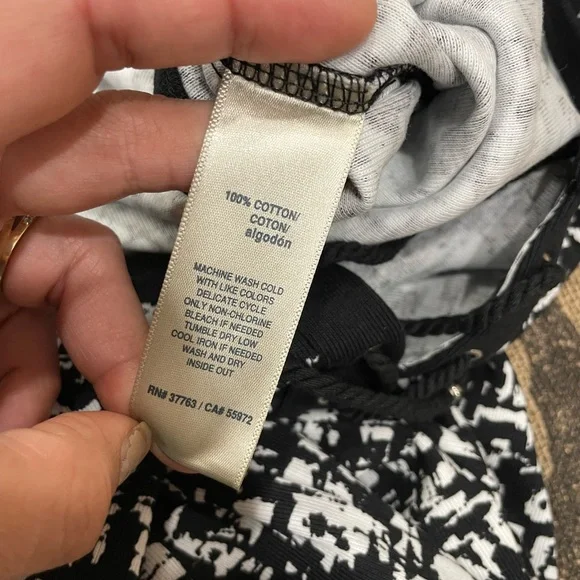 100% COTTON/
COTON/
algodón
MACHINE WASH COLD
WITH LIKE COLORS
DELICATE CYCLE
ONLY NON-CHLORINE
BLEACH IF NEEDED
TUMBLE DRY LOW
COOL IRON IF NEEDED
WASH AND DRY
INSIDE OUT
RN# 37763 / CA# 55972